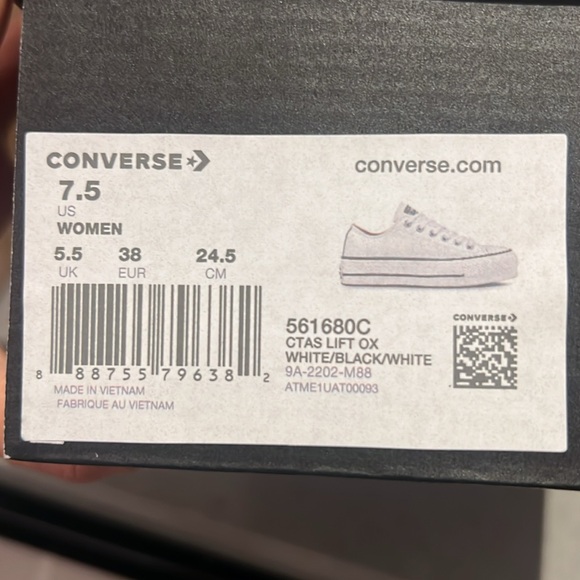 CONVERSE
converse.com
7.5
US
WOMEN
5.5 38 24.5
UK EUR CM
8 88755 79638 2
MADE IN VIETNAM
FABRIQUE AU VIETNAM
561680C
CTAS LIFT OX
WHITE/BLACK/WHITE
9A-2202-M88
ATME1UAT00093
CONVERSE